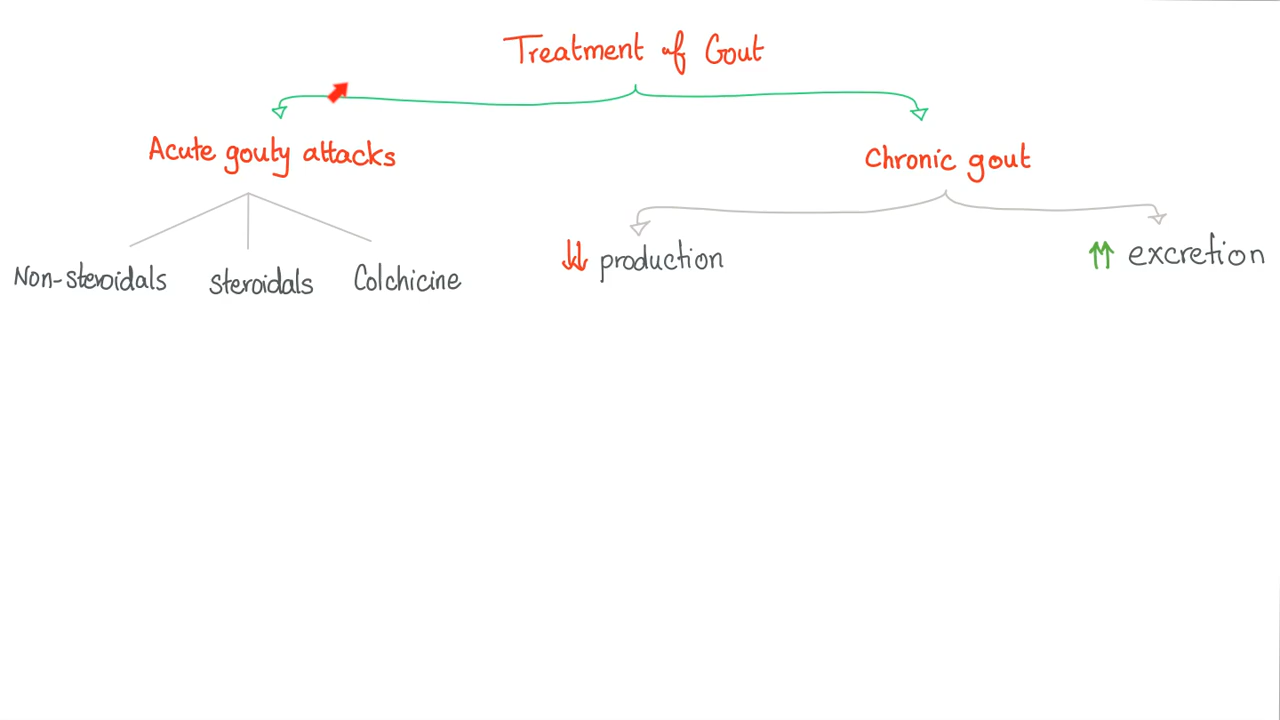 Treatment of Gout
Acute gouty attacks
Chronic gout
Non-steroidals
steroidals
Colchicine
↓↓ production
↑↑ excretion